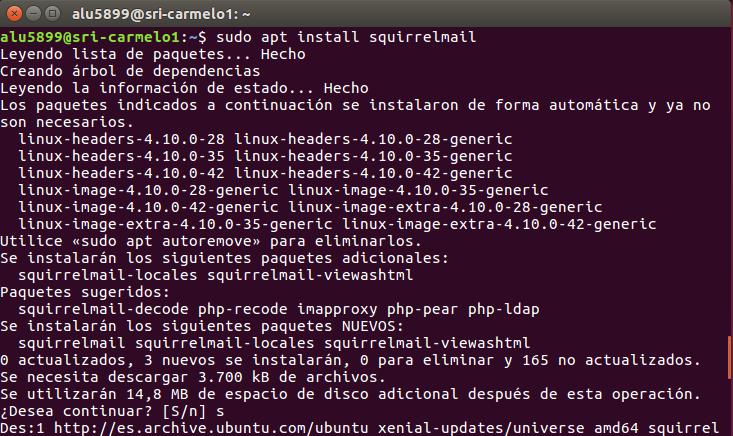 alu5899@sri-carmelo1: ~
alu5899@sri-carmelo1:~$ sudo apt install squirrelmail
Leyendo lista de paquetes... Hecho
Creando árbol de dependencias
Leyendo la información de estado... Hecho
Los paquetes indicados a continuación se instalaron de forma automática y ya no
son necesarios.
  linux-headers-4.10.0-28 linux-headers-4.10.0-28-generic
  linux-headers-4.10.0-35 linux-headers-4.10.0-35-generic
  linux-headers-4.10.0-42 linux-headers-4.10.0-42-generic
  linux-image-4.10.0-28-generic linux-image-4.10.0-35-generic
  linux-image-4.10.0-42-generic linux-image-extra-4.10.0-28-generic
  linux-image-extra-4.10.0-35-generic linux-image-extra-4.10.0-42-generic
Utilice «sudo apt autoremove» para eliminarlos.
Se instalarán los siguientes paquetes adicionales:
  squirrelmail-locales squirrelmail-viewashtml
Paquetes sugeridos:
  squirrelmail-decode php-recode imapproxy php-pear php-ldap
Se instalarán los siguientes paquetes NUEVOS:
  squirrelmail squirrelmail-locales squirrelmail-viewashtml
0 actualizados, 3 nuevos se instalarán, 0 para eliminar y 165 no actualizados.
Se necesita descargar 3.700 kB de archivos.
Se utilizarán 14,8 MB de espacio de disco adicional después de esta operación.
¿Desea continuar? [S/n] s
Des:1 http://es.archive.ubuntu.com/ubuntu xenial-updates/universe amd64 squirrel